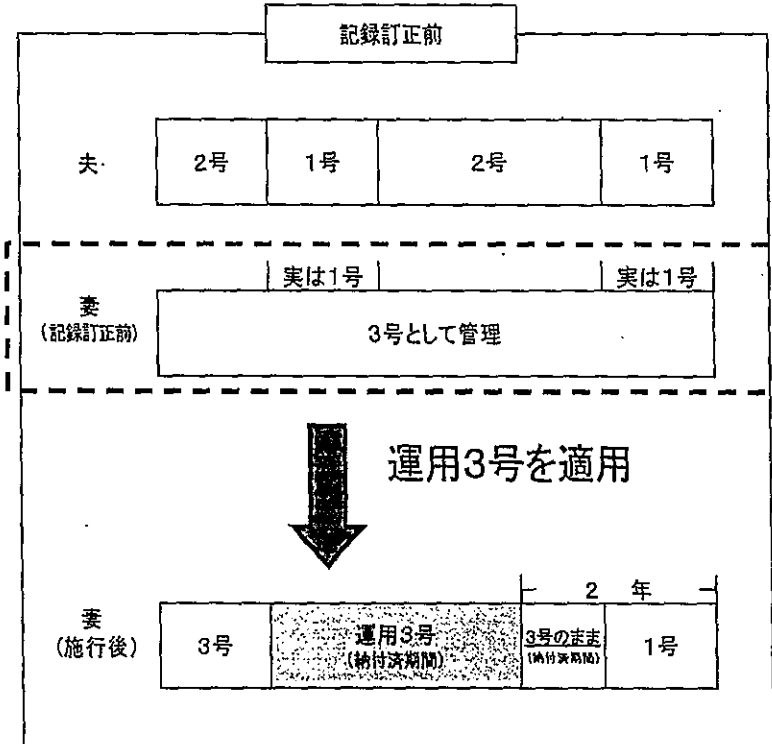 記録訂正前
夫
2号 1号 2号 1号
実は1号 実は1号
妻
(記録訂正前)
3号として管理
運用3号を適用
2 年
妻
(施行後)
3号
運用3号
(納付済期間)
3号のまま
(納付済期間)
1号